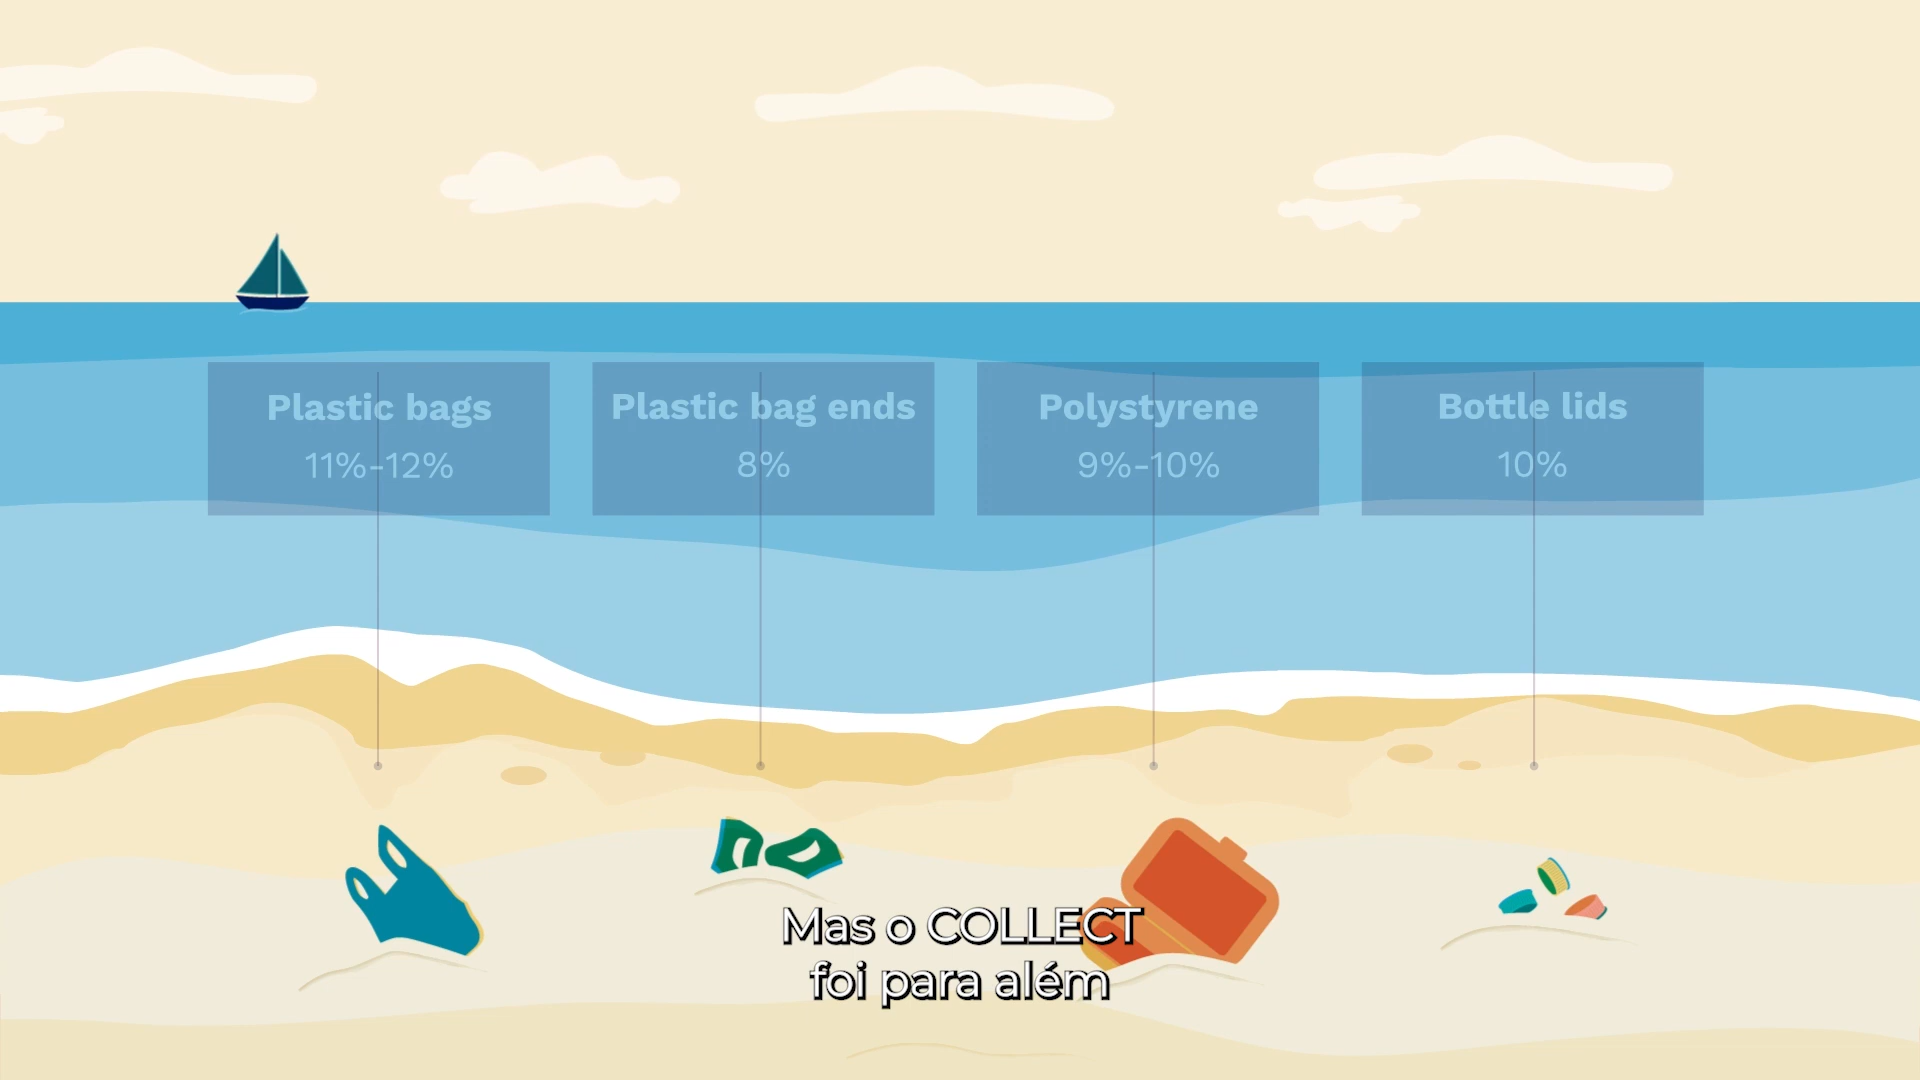 Plastic bags
11%-12%
Plastic bag ends
8%
Polystyrene
9%-10%
Bottle lids
10%
Mas o COLLECT
foi para além